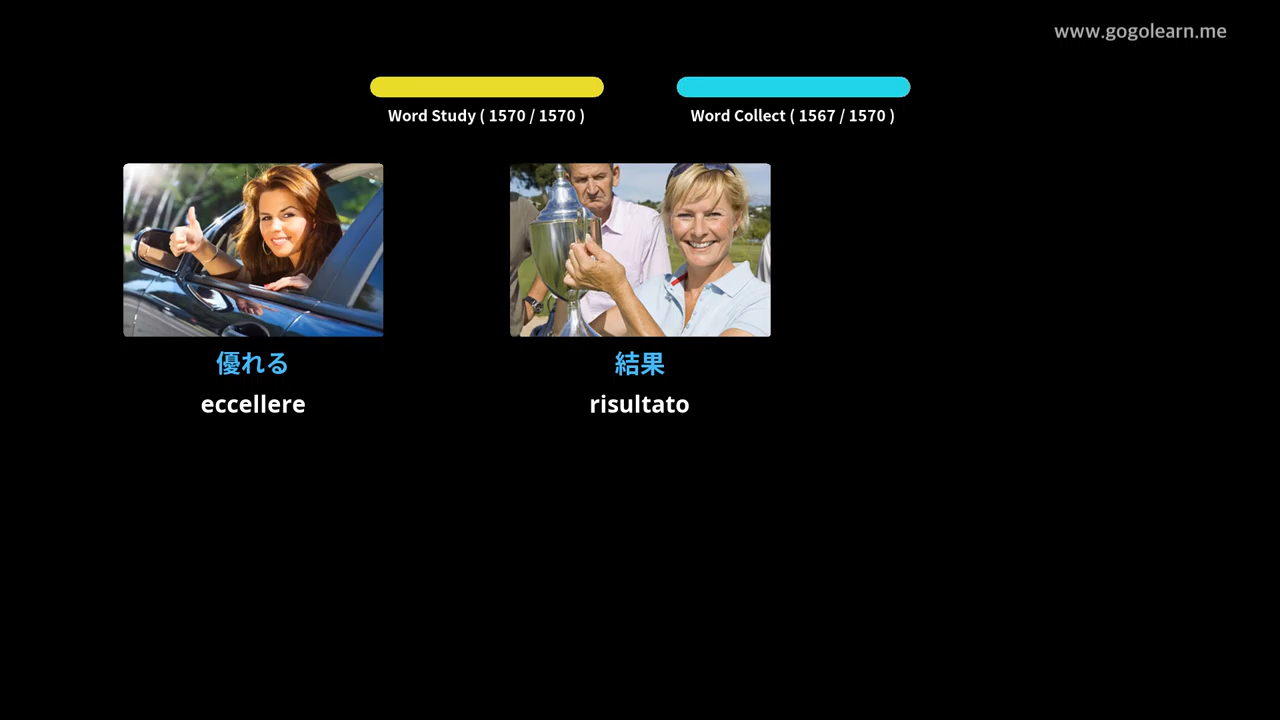 www.gogolearn.me
Word Study ( 1570 / 1570 )
Word Collect ( 1567 / 1570 )
優れる
結果
eccellere
risultato